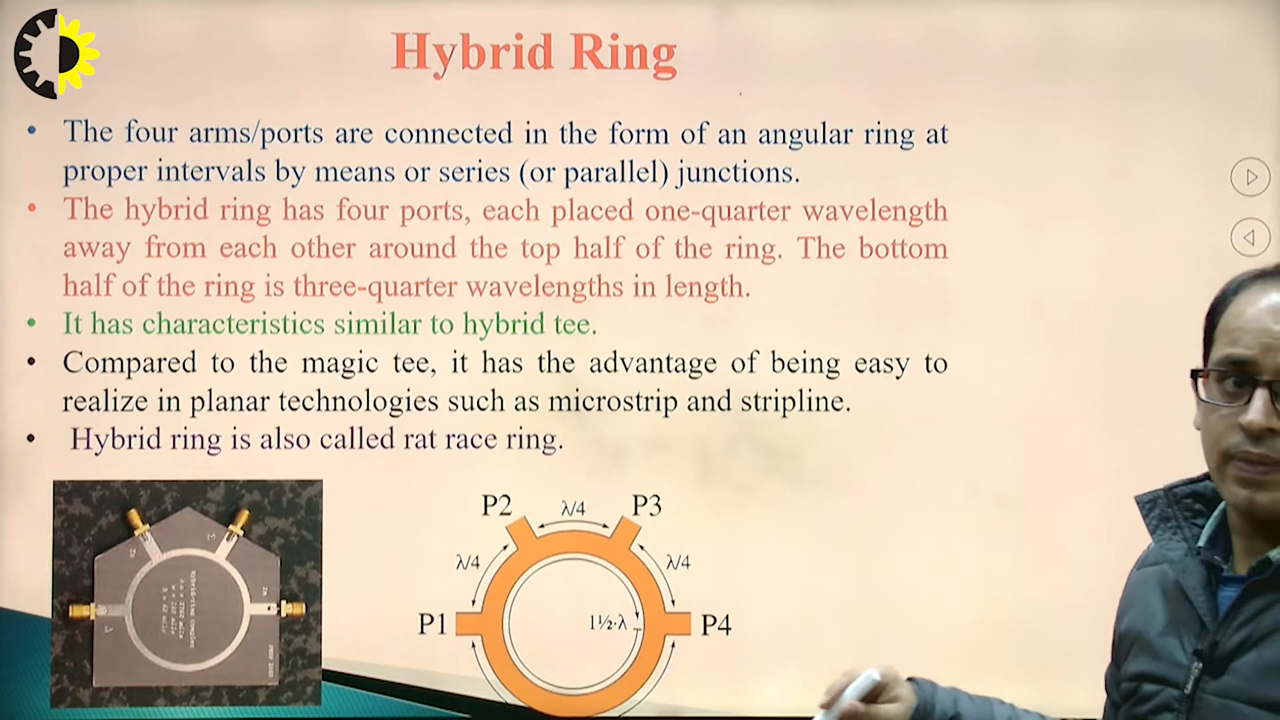 Hybrid Ring
• The four arms/ports are connected in the form of an angular ring at
proper intervals by means or series (or parallel) junctions.
• The hybrid ring has four ports, each placed one-quarter wavelength
away from each other around the top half of the ring. The bottom
half of the ring is three-quarter wavelengths in length.
• It has characteristics similar to hybrid tee.
• Compared to the magic tee, it has the advantage of being easy to
realize in planar technologies such as microstrip and stripline.
• Hybrid ring is also called rat race ring.
P2 λ/4 P3
λ/4 λ/4
P1 1½·λ P4
Σ
Δ